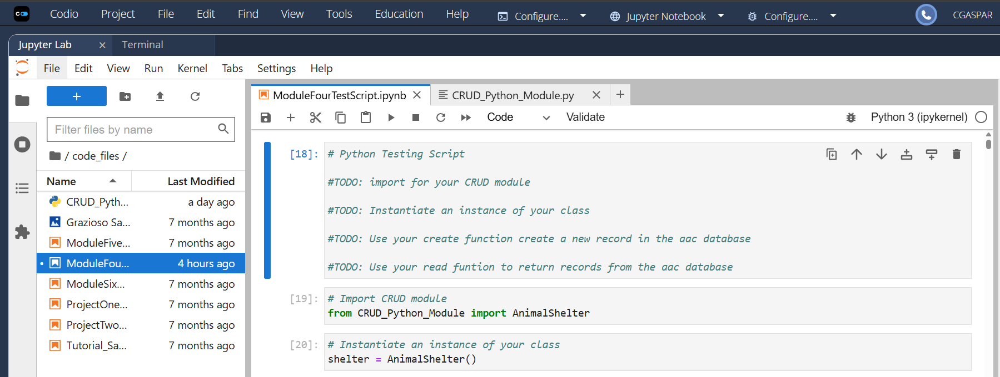 Codio Project File Edit Find View Tools Education Help Configure.... Jupyter Notebook Configure.... CGASPAR
Jupyter Lab Terminal
File Edit View Run Kernel Tabs Settings Help
ModuleFourTestScript.ipynb CRUD_Python_Module.py
Code Validate Python 3 (ipykernel)
Filter files by name
/ code_files /
Name Last Modified
CRUD_Pyth... a day ago
Grazioso Sa... 7 months ago
ModuleFive... 7 months ago
ModuleFou... 4 hours ago
ModuleSix... 7 months ago
ProjectOne... 7 months ago
ProjectTwo... 7 months ago
Tutorial_Sa... 7 months ago
[18]: # Python Testing Script
#TODO: import for your CRUD module
#TODO: Instantiate an instance of your class
#TODO: Use your create function create a new record in the aac database
#TODO: Use your read funtion to return records from the aac database
[19]: # Import CRUD module
from CRUD_Python_Module import AnimalShelter
[20]: # Instantiate an instance of your class
shelter = AnimalShelter()